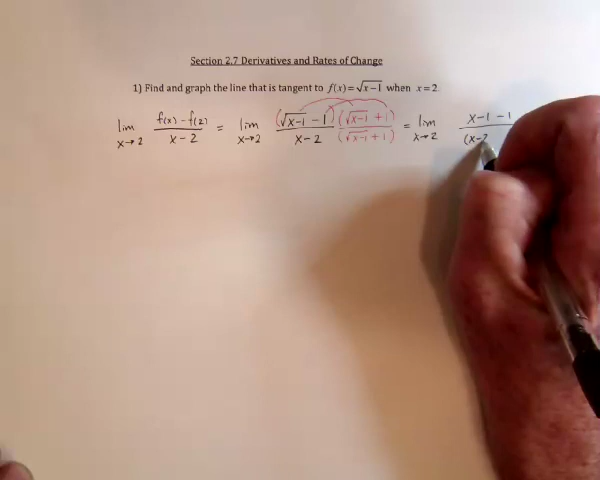 Section 2.7 Derivatives and Rates of Change
1) Find and graph the line that is tangent to f(x)=√x−1 when x=2
lim x→2 f(x)−f(2) / x−2 = lim x→2 (√x−1 −1)(√x−1 +1) / x−2 (√x−1 +1) = lim x→2 x−1−1 / (x−2